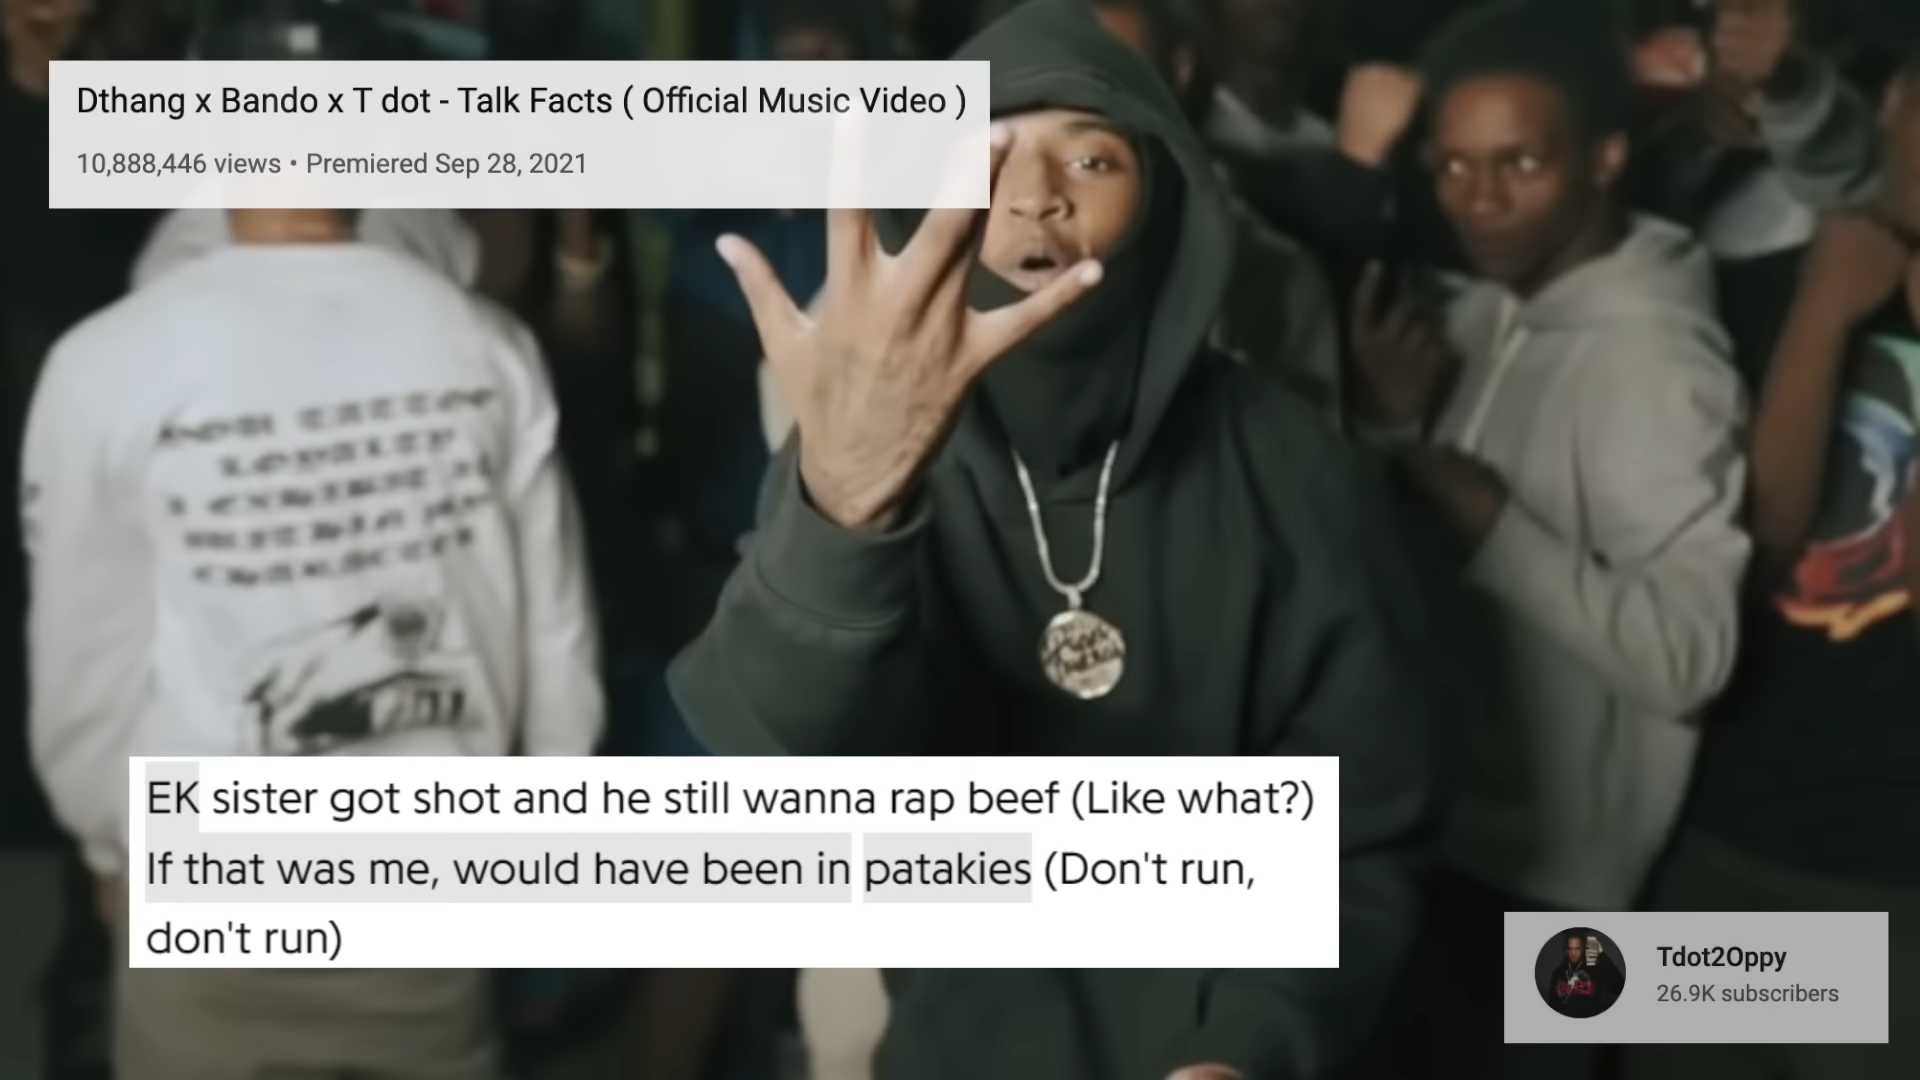 Dthang x Bando x T dot - Talk Facts ( Official Music Video )
10,888,446 views • Premiered Sep 28, 2021
LOYALTY
EK sister got shot and he still wanna rap beef (Like what?)
If that was me, would have been in patakies (Don't run,
don't run)
Tdot2Oppy
26.9K subscribers